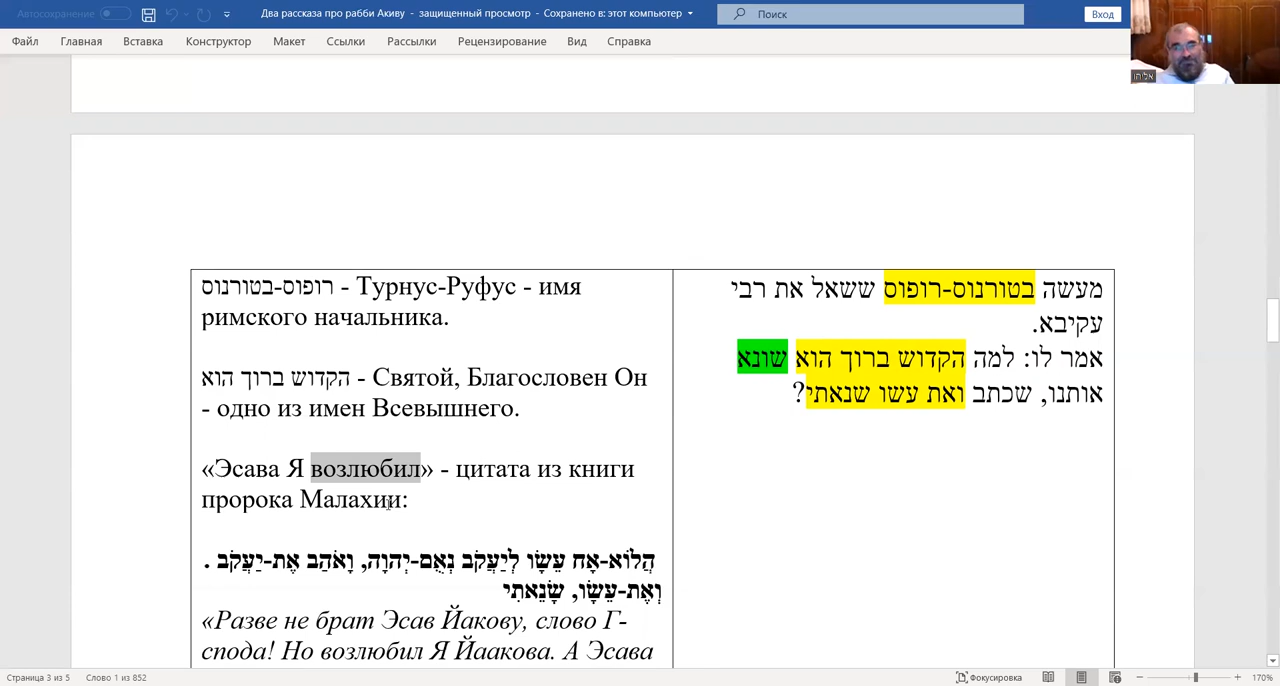 Автосохранение
Два рассказа про рабби Акиву - защищенный просмотр - Сохранено в: этот компьютер
Поиск
Вход
Файл Главная Вставка Конструктор Макет Ссылки Рассылки Рецензирование Вид Справка
אליהו
רופוס-בטורנוס - Турнус-Руфус - имя
римского начальника.
הקדוש ברוך הוא - Святой, Благословен Он
- одно из имен Всевышнего.
«Эсава Я возлюбил» - цитата из книги
пророка Малахии:
הֲלוֹא-אָח עֵשָׂו לְיַעֲקֹב נְאֻם-יְהוָה, וָאֹהַב אֶת-יַעֲקֹב .
וְאֶת-עֵשָׂו, שָׂנֵאתִי
«Разве не брат Эсав Йакову, слово Г-
спода! Но возлюбил Я Йаакова. А Эсава
מעשה בטורנוס-רופוס ששאל את רבי
עקיבא.
אמר לו: למה הקדוש ברוך הוא שונא
אותנו, שכתב ואת עשו שנאתי?
Страница 3 из 5 Слово 1 из 852
Фокусировка
170%